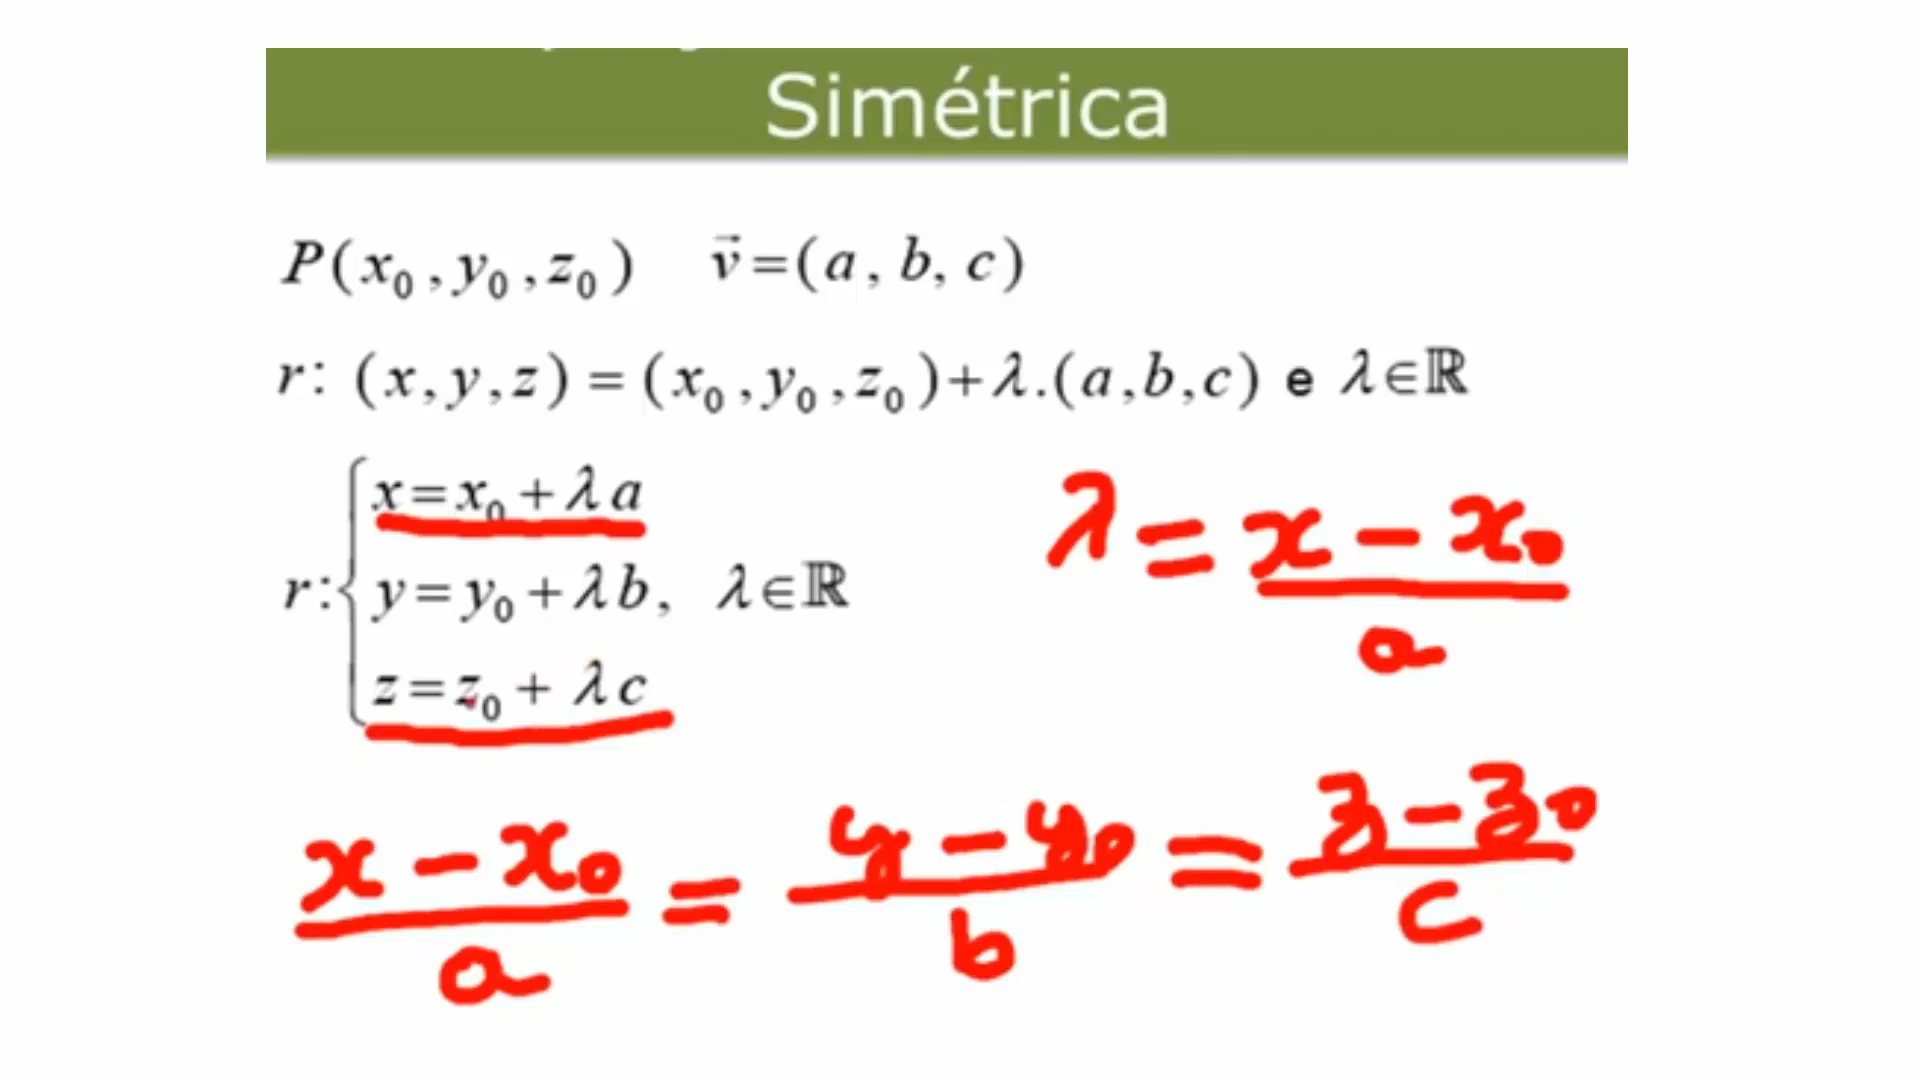 Simétrica
P(x₀, y₀, z₀) v⃗=(a, b, c)
r: (x, y, z) = (x₀, y₀, z₀)+λ.(a,b,c) e λ∈ℝ
x=x₀+λa
r: y=y₀+λb, λ∈ℝ
z=z₀+ λc
λ = x - x₀ / a
x - x₀ / a = y - y₀ / b = z - z₀ / c